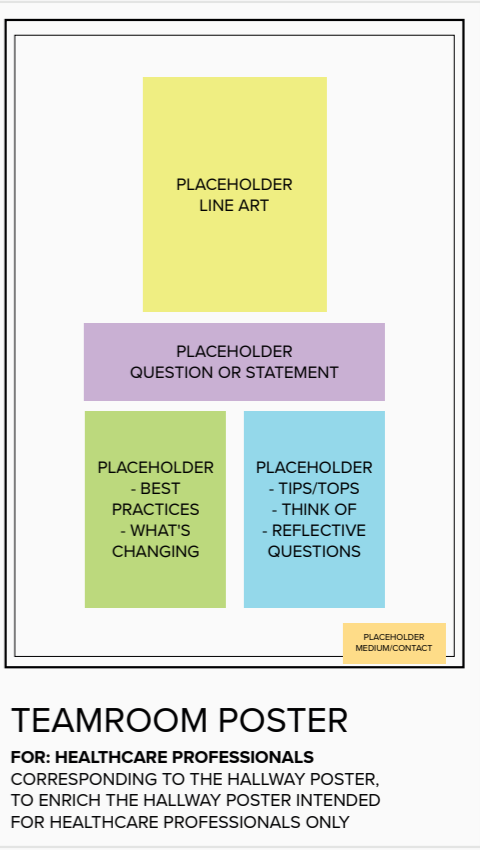 PLACEHOLDER
LINE ART
PLACEHOLDER
QUESTION OR STATEMENT
PLACEHOLDER
- BEST
PRACTICES
- WHAT'S
CHANGING
PLACEHOLDER
- TIPS/TOPS
- THINK OF
- REFLECTIVE
QUESTIONS
PLACEHOLDER
MEDIUM/CONTACT
TEAMROOM POSTER
FOR: HEALTHCARE PROFESSIONALS
CORRESPONDING TO THE HALLWAY POSTER,
TO ENRICH THE HALLWAY POSTER INTENDED
FOR HEALTHCARE PROFESSIONALS ONLY